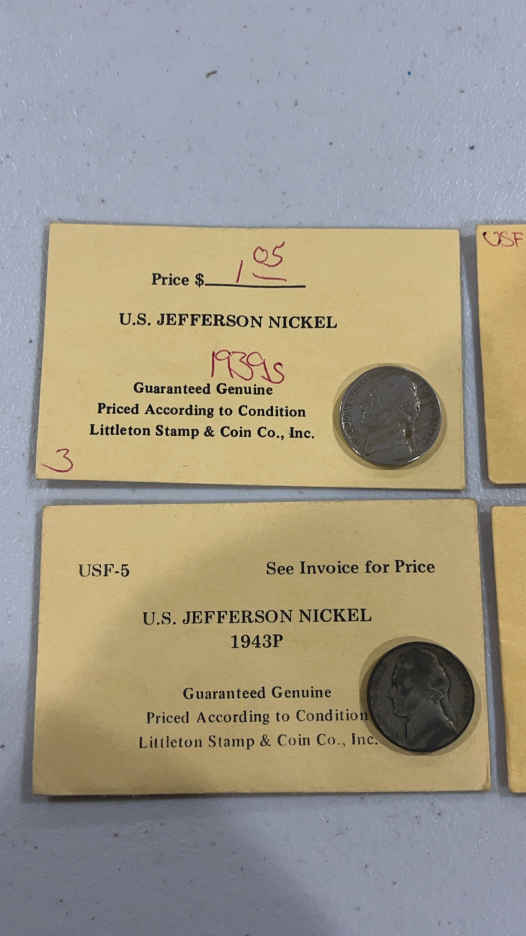 Price $ 1 05
U.S. JEFFERSON NICKEL
1939s
Guaranteed Genuine
Priced According to Condition
Littleton Stamp & Coin Co., Inc.
3
USF
USF-5 See Invoice for Price
U.S. JEFFERSON NICKEL
1943P
Guaranteed Genuine
Priced According to Condition
Littleton Stamp & Coin Co., Inc.